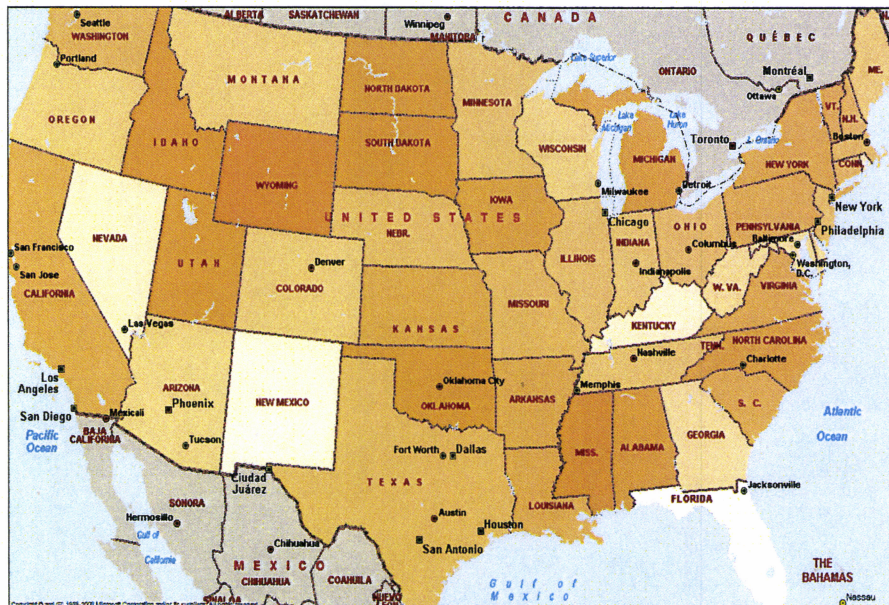 ALBERTA
SASKATCHEWAN
Winnipeg
MANITOBA
CANADA
QUÉBEC
ONTARIO
Montréal
Ottawa
ME.
Seattle
WASHINGTON
Portland
OREGON
MONTANA
IDAHO
NORTH DAKOTA
SOUTH DAKOTA
MINNESOTA
Lake Superior
Lake
Michigan
Lake
Huron
Toronto
L. Ontario
VT.
N.H.
Boston
NEW YORK
CONN.
WYOMING
WISCONSIN
MICHIGAN
Milwaukee
Detroit
IOWA
Chicago
New York
Philadelphia
UNITED STATES
NEBR.
NEVADA
UTAH
San Francisco
San Jose
CALIFORNIA
Denver
COLORADO
ILLINOIS
INDIANA
Indianapolis
OHIO
Columbus
PENNSYLVANIA
Baltimore
Washington,
D.C.
W. VA.
VIRGINIA
KANSAS
MISSOURI
KENTUCKY
Las Vegas
Los
Angeles
San Diego
Mexicali
BAJA
CALIFORNIA
ARIZONA
Phoenix
Tucson
NEW MEXICO
Oklahoma City
OKLAHOMA
ARKANSAS
TENN.
Nashville
Memphis
NORTH CAROLINA
Charlotte
S. C.
Atlantic
Ocean
Pacific
Ocean
Ciudad
Juárez
TEXAS
Fort Worth
Dallas
Austin
San Antonio
Houston
LOUISIANA
MISS.
ALABAMA
GEORGIA
FLORIDA
Jacksonville
SONORA
Hermosillo
Gulf of
California
Chihuahua
MEXICO
CHIHUAHUA
COAHUILA
SINALOA
NUEVO
LEON
Gulf of
Mexico
THE
BAHAMAS
Nassau